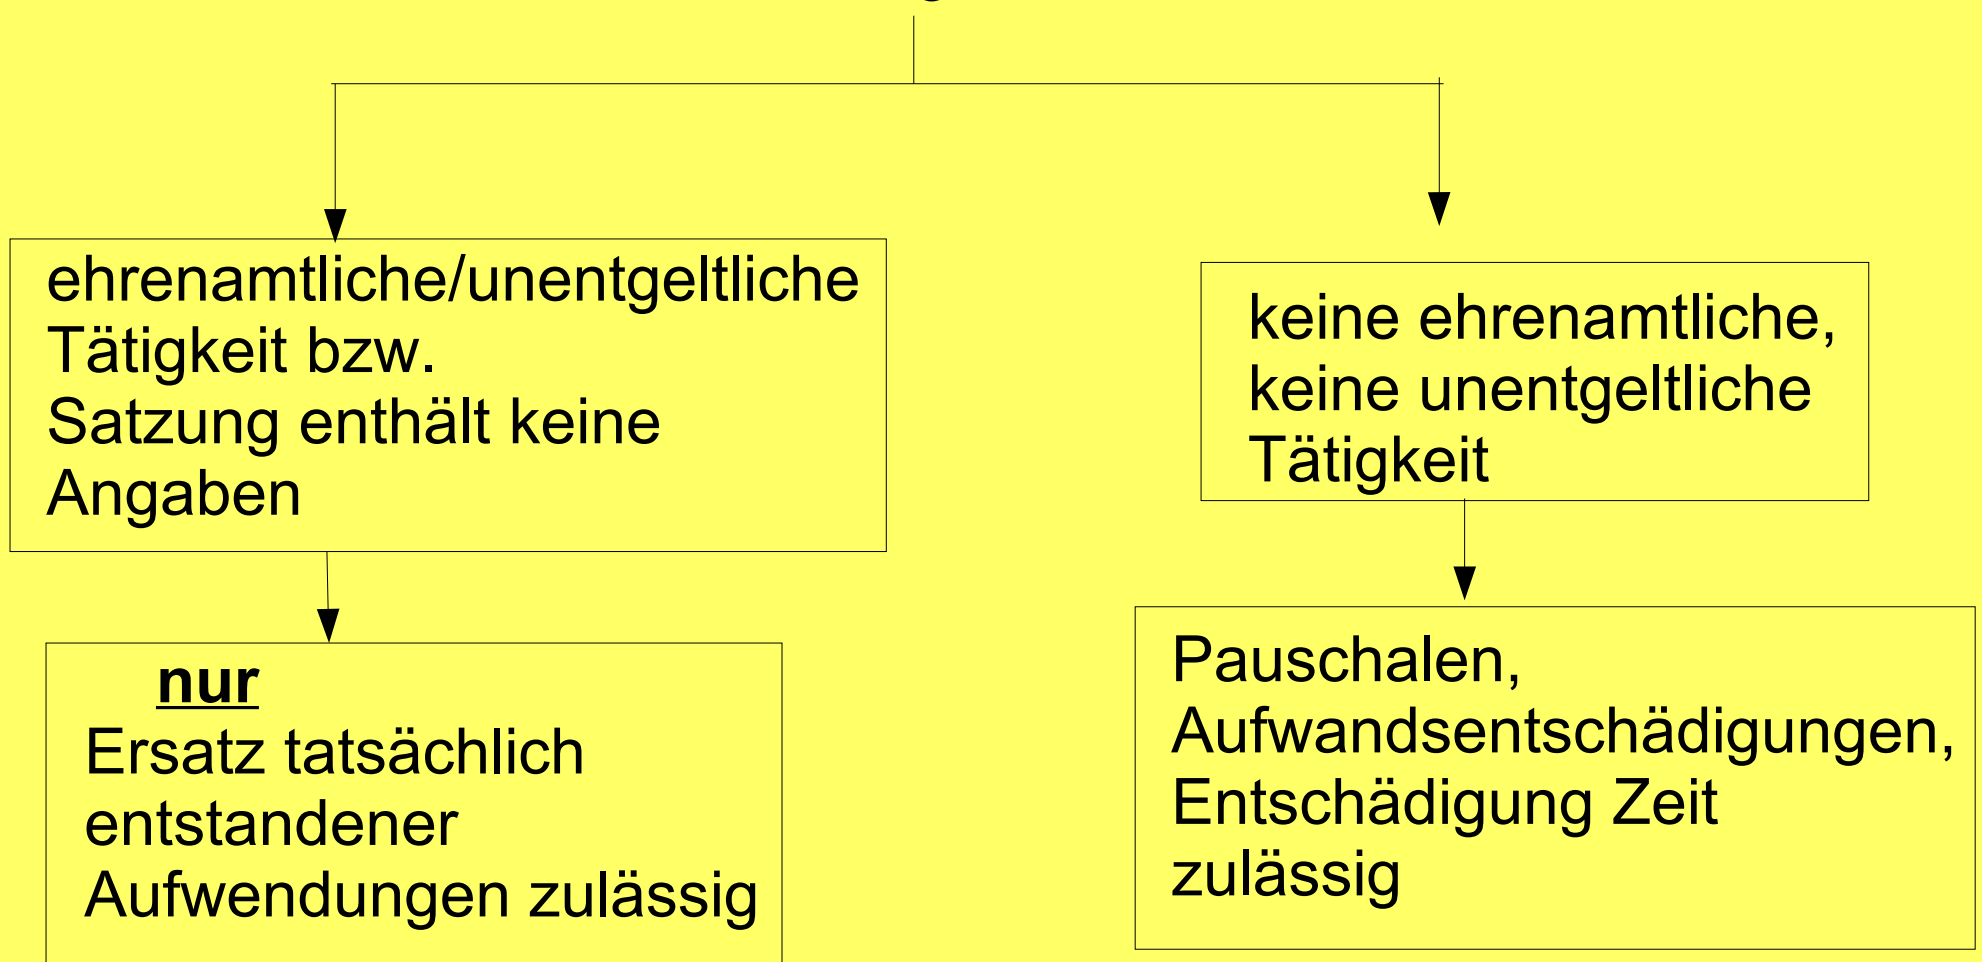 ehrenamtliche/unentgeltliche
Tätigkeit bzw.
Satzung enthält keine
Angaben
keine ehrenamtliche,
keine unentgeltliche
Tätigkeit
nur
Ersatz tatsächlich
entstandener
Aufwendungen zulässig
Pauschalen,
Aufwandsentschädigungen,
Entschädigung Zeit
zulässig